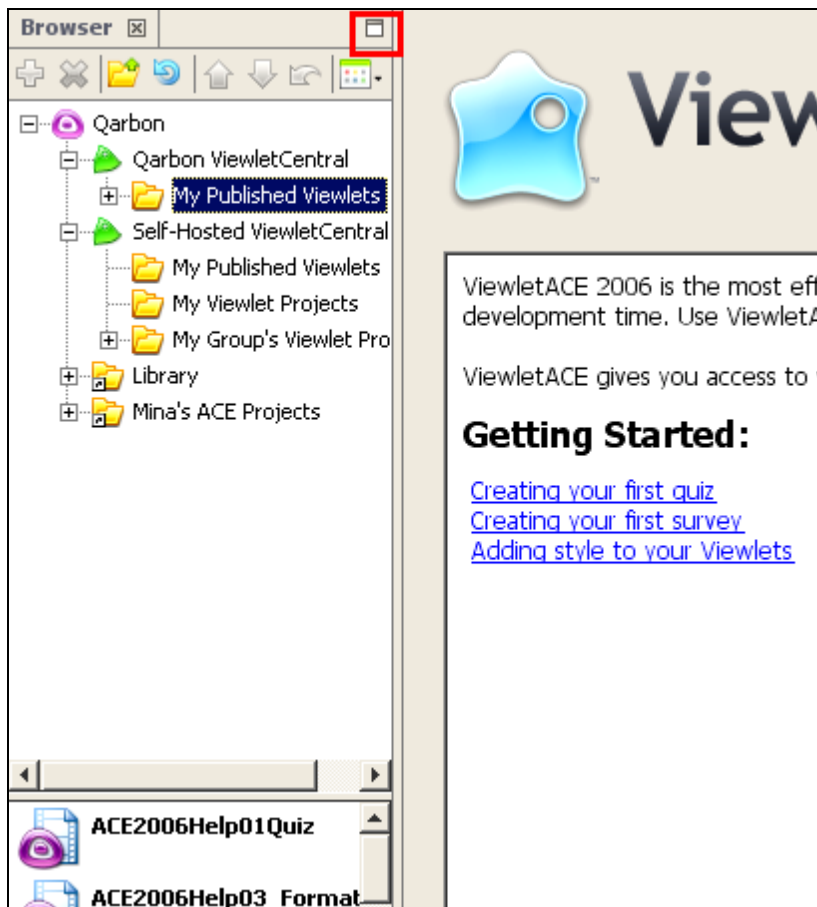 Browser
Qarbon
Qarbon ViewletCentral
My Published Viewlets
Self-Hosted ViewletCentral
My Published Viewlets
My Viewlet Projects
My Group's Viewlet Pro
Library
Mina's ACE Projects
ACE2006Help01Quiz
ACE2006Help03_Format
View
™
ViewletACE 2006 is the most eff
development time. Use ViewletA
ViewletACE gives you access to
Getting Started:
Creating your first quiz
Creating your first survey
Adding style to your Viewlets